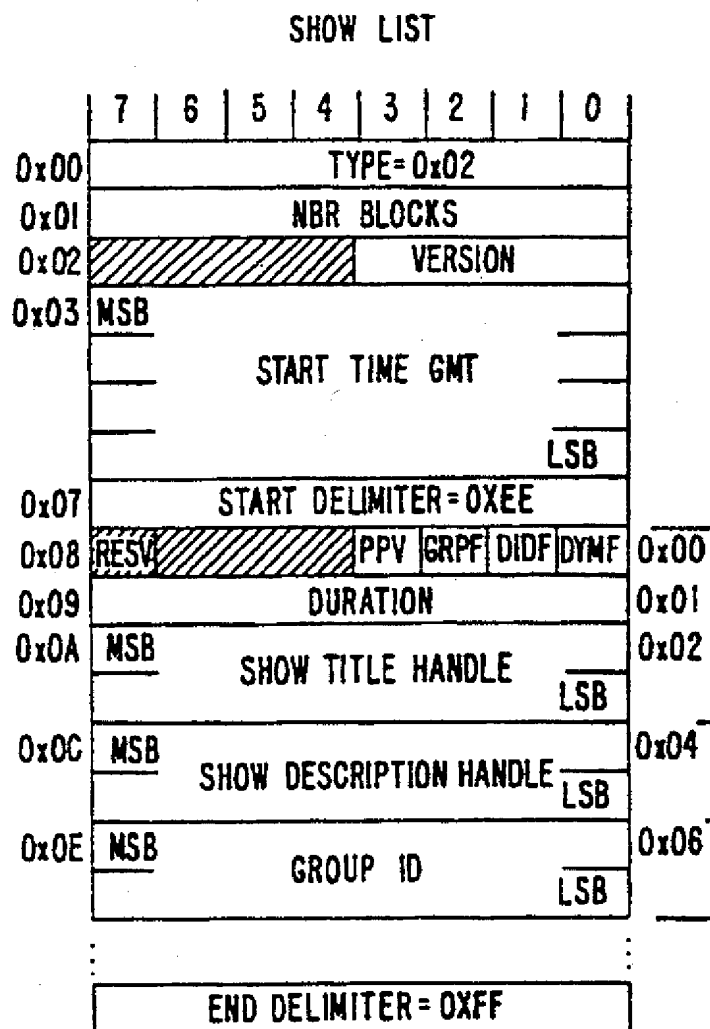 SHOW LIST
7 6 5 4 3 2 1 0
0x00 TYPE=0x02
0x01 NBR BLOCKS
0x02 VERSION
0x03 MSB
START TIME GMT
LSB
0x07 START DELIMITER=0XEE
0x08 RESV PPV GRPF DIDF DYMF 0x00
0x09 DURATION 0x01
0x0A MSB 0x02
SHOW TITLE HANDLE
LSB
0x0C MSB 0x04
SHOW DESCRIPTION HANDLE
LSB
0x0E MSB 0x06
GROUP ID
LSB
END DELIMITER=0XFF